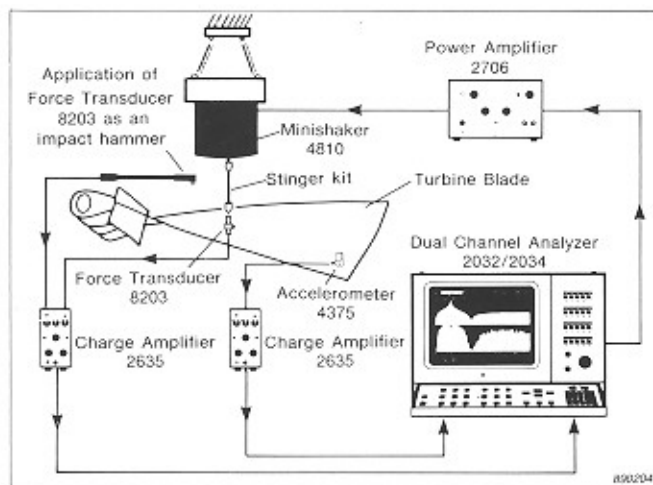 Application of
Force Transducer
8203 as an
impact hammer
Power Amplifier
2706
Minishaker
4810
Stinger kit
Turbine Blade
Dual Channel Analyzer
2032/2034
Force Transducer
8203
Accelerometer
4375
Charge Amplifier
2635
Charge Amplifier
2635
890204